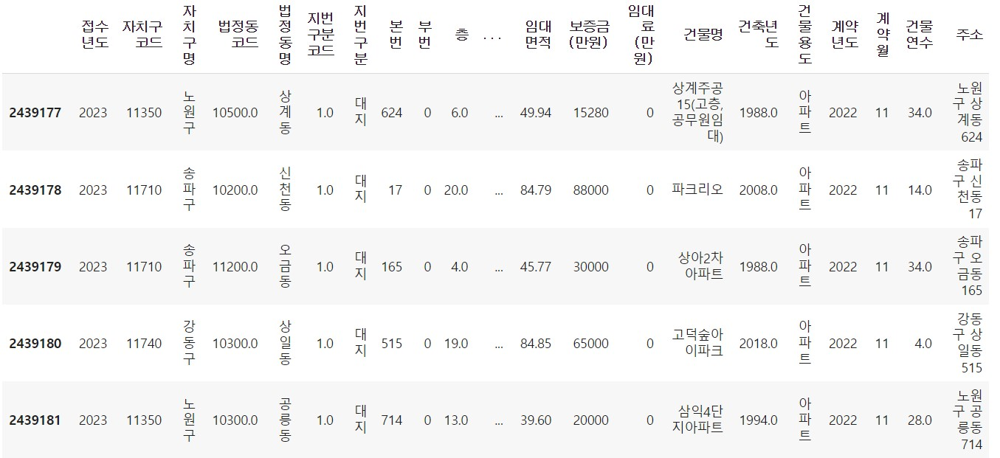 접수년도 자치구코드 자치구명 법정동코드 법정동명 지번구분코드 지번구분 본번 부번 층 ... 임대면적 보증금(만원) 임대료(만원) 건물명 건축년도 건물용도 계약년도 계약월 건물연수 주소
2439177 2023 11350 노원구 10500.0 상계동 1.0 대지 624 0 6.0 ... 49.94 15280 0 상계주공15(고층,공무원임대) 1988.0 아파트 2022 11 34.0 노원구 상계동 624
2439178 2023 11710 송파구 10200.0 신천동 1.0 대지 17 0 20.0 ... 84.79 88000 0 파크리오 2008.0 아파트 2022 11 14.0 송파구 신천동 17
2439179 2023 11710 송파구 11200.0 오금동 1.0 대지 165 0 4.0 ... 45.77 30000 0 상아2차아파트 1988.0 아파트 2022 11 34.0 송파구 오금동 165
2439180 2023 11740 강동구 10300.0 상일동 1.0 대지 515 0 19.0 ... 84.85 65000 0 고덕숲아이파크 2018.0 아파트 2022 11 4.0 강동구 상일동 515
2439181 2023 11350 노원구 10300.0 공릉동 1.0 대지 714 0 13.0 ... 39.60 20000 0 삼익4단지아파트 1994.0 아파트 2022 11 28.0 노원구 공릉동 714